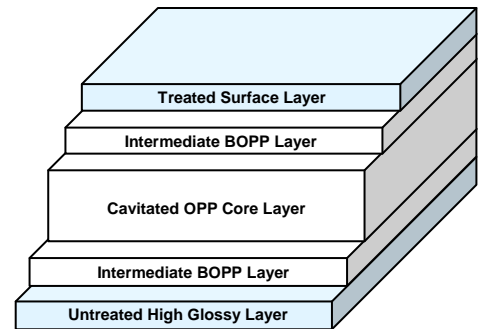 Treated Surface Layer
Intermediate BOPP Layer
Cavitated OPP Core Layer
Intermediate BOPP Layer
Untreated High Glossy Layer